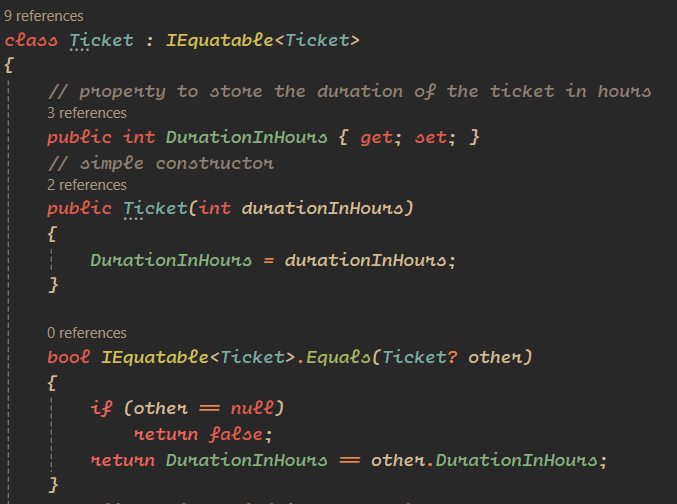 9 references
class Ticket : IEquatable<Ticket>
{
// property to store the duration of the ticket in hours
3 references
public int DurationInHours { get; set; }
// simple constructor
2 references
public Ticket(int durationInHours)
{
DurationInHours = durationInHours;
}
0 references
bool IEquatable<Ticket>.Equals(Ticket? other)
{
if (other == null)
return false;
return DurationInHours == other.DurationInHours;
}